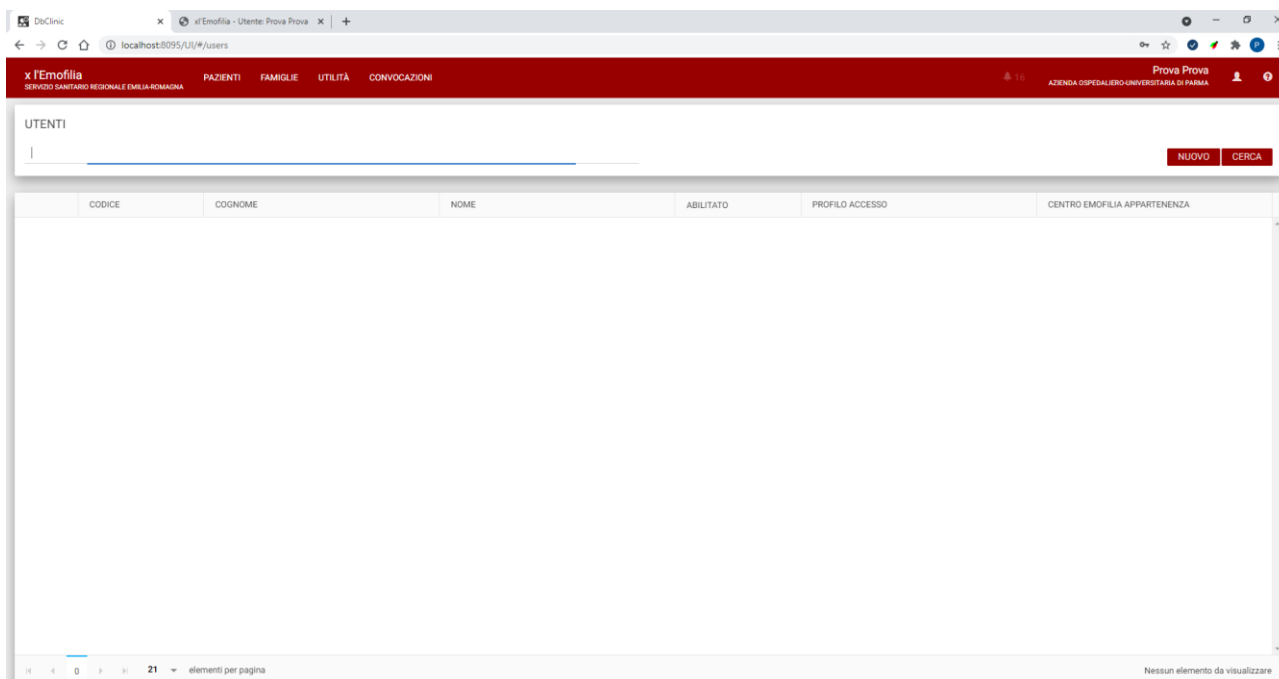 DbClinic xl'Emofilia - Utente: Prova Prova
localhost:8095/UI/#/users
P
x l'Emofilia
SERVIZIO SANITARIO REGIONALE EMILIA-ROMAGNA
PAZIENTI FAMIGLIE UTILITÀ CONVOCAZIONI
16
Prova Prova
AZIENDA OSPEDALIERO-UNIVERSITARIA DI PARMA
UTENTI
NUOVO CERCA
CODICE COGNOME NOME ABILITATO PROFILO ACCESSO CENTRO EMOFILIA APPARTENENZA
0 21 elementi per pagina Nessun elemento da visualizzare